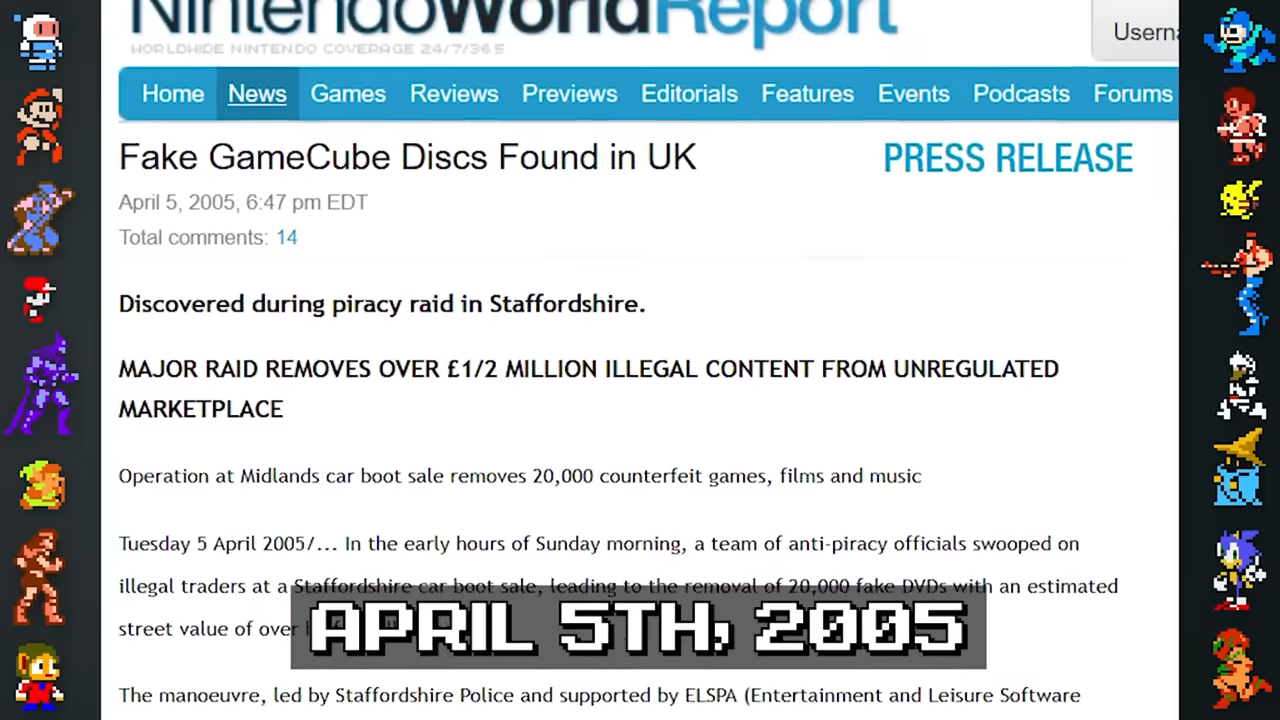 NintendoWorldReport
WORLDWIDE NINTENDO COVERAGE 24/7/365
Home News Games Reviews Previews Editorials Features Events Podcasts Forums
Fake GameCube Discs Found in UK
PRESS RELEASE
April 5, 2005, 6:47 pm EDT
Total comments: 14
Discovered during piracy raid in Staffordshire.
MAJOR RAID REMOVES OVER £1/2 MILLION ILLEGAL CONTENT FROM UNREGULATED
MARKETPLACE
Operation at Midlands car boot sale removes 20,000 counterfeit games, films and music
Tuesday 5 April 2005/... In the early hours of Sunday morning, a team of anti-piracy officials swooped on
illegal traders at a Staffordshire car boot sale, leading to the removal of 20,000 fake DVDs with an estimated
street value of over
APRIL 5TH, 2005
The manoeuvre, led by Staffordshire Police and supported by ELSPA (Entertainment and Leisure Software